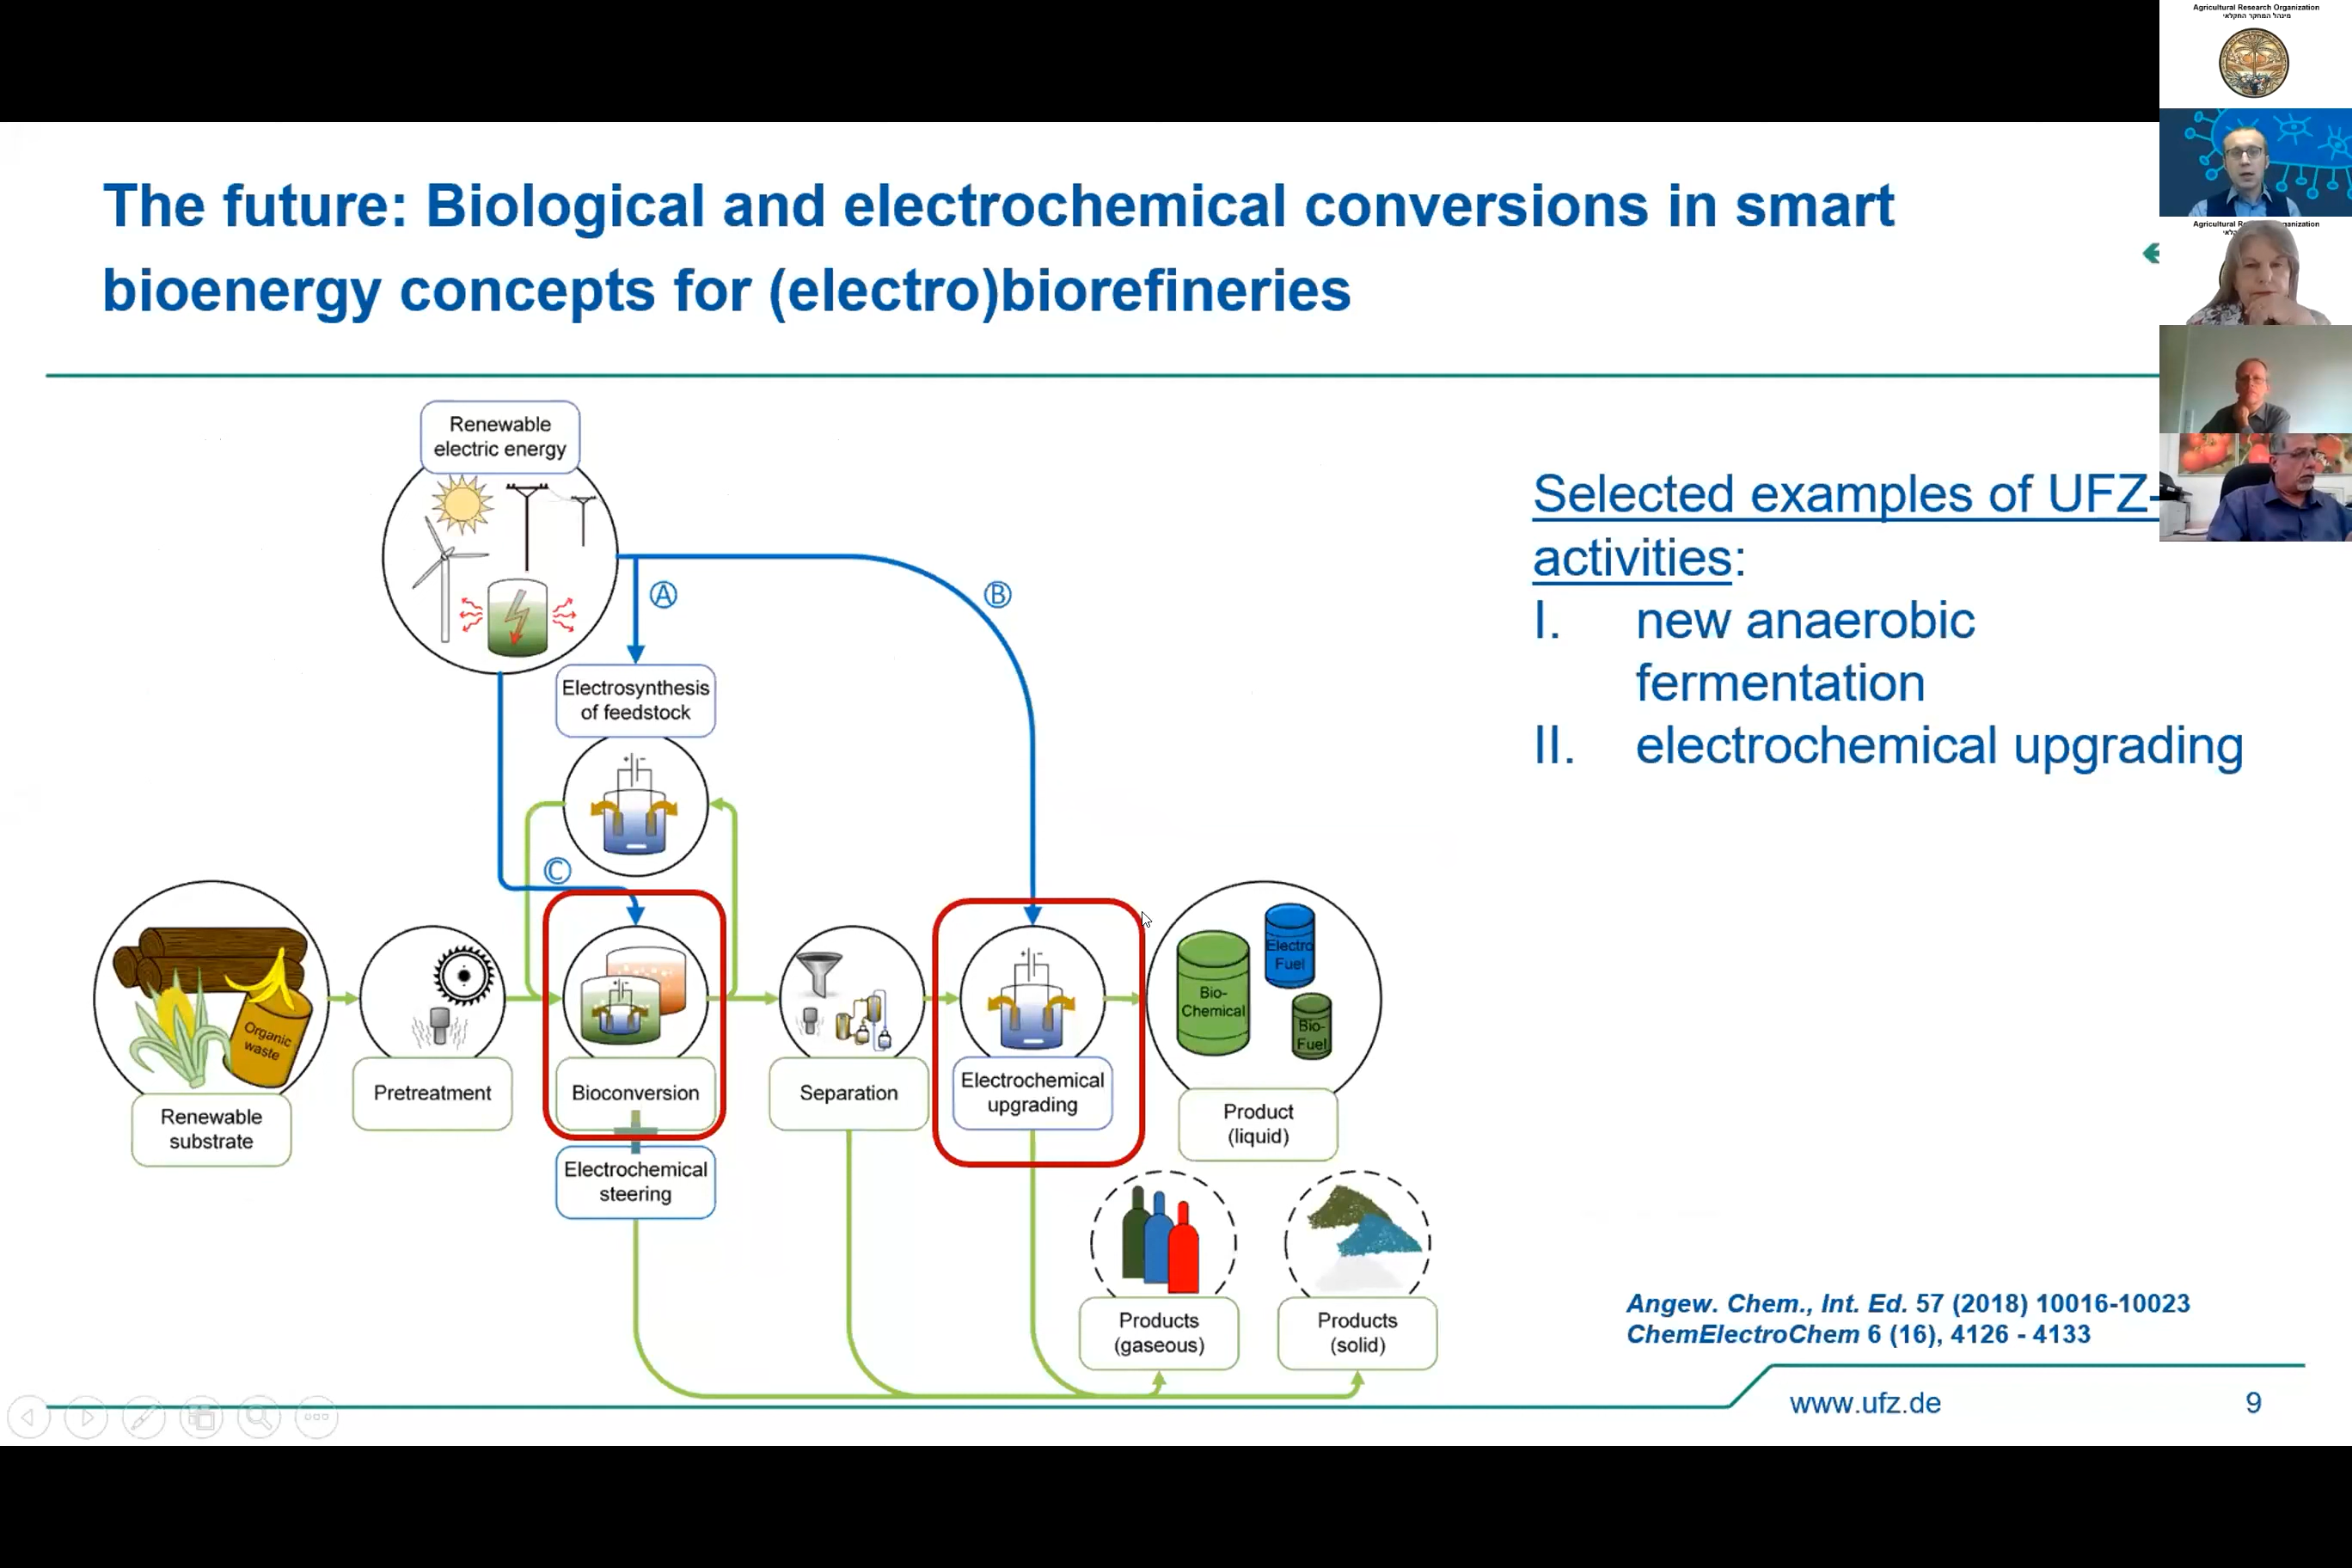 Agricultural Research Organization
מינהל המחקר החקלאי
The future: Biological and electrochemical conversions in smart
bioenergy concepts for (electro)biorefineries
Renewable
electric energy
A
B
Electrosynthesis
of feedstock
C
Organic
waste
Renewable
substrate
Pretreatment
Bioconversion
Electrochemical
steering
Separation
Electrochemical
upgrading
Bio-
Chemical
Electro
Fuel
Bio-
Fuel
Product
(liquid)
Products
(gaseous)
Products
(solid)
Selected examples of UFZ-
activities:
I. new anaerobic
fermentation
II. electrochemical upgrading
Angew. Chem., Int. Ed. 57 (2018) 10016-10023
ChemElectroChem 6 (16), 4126 - 4133
www.ufz.de
9